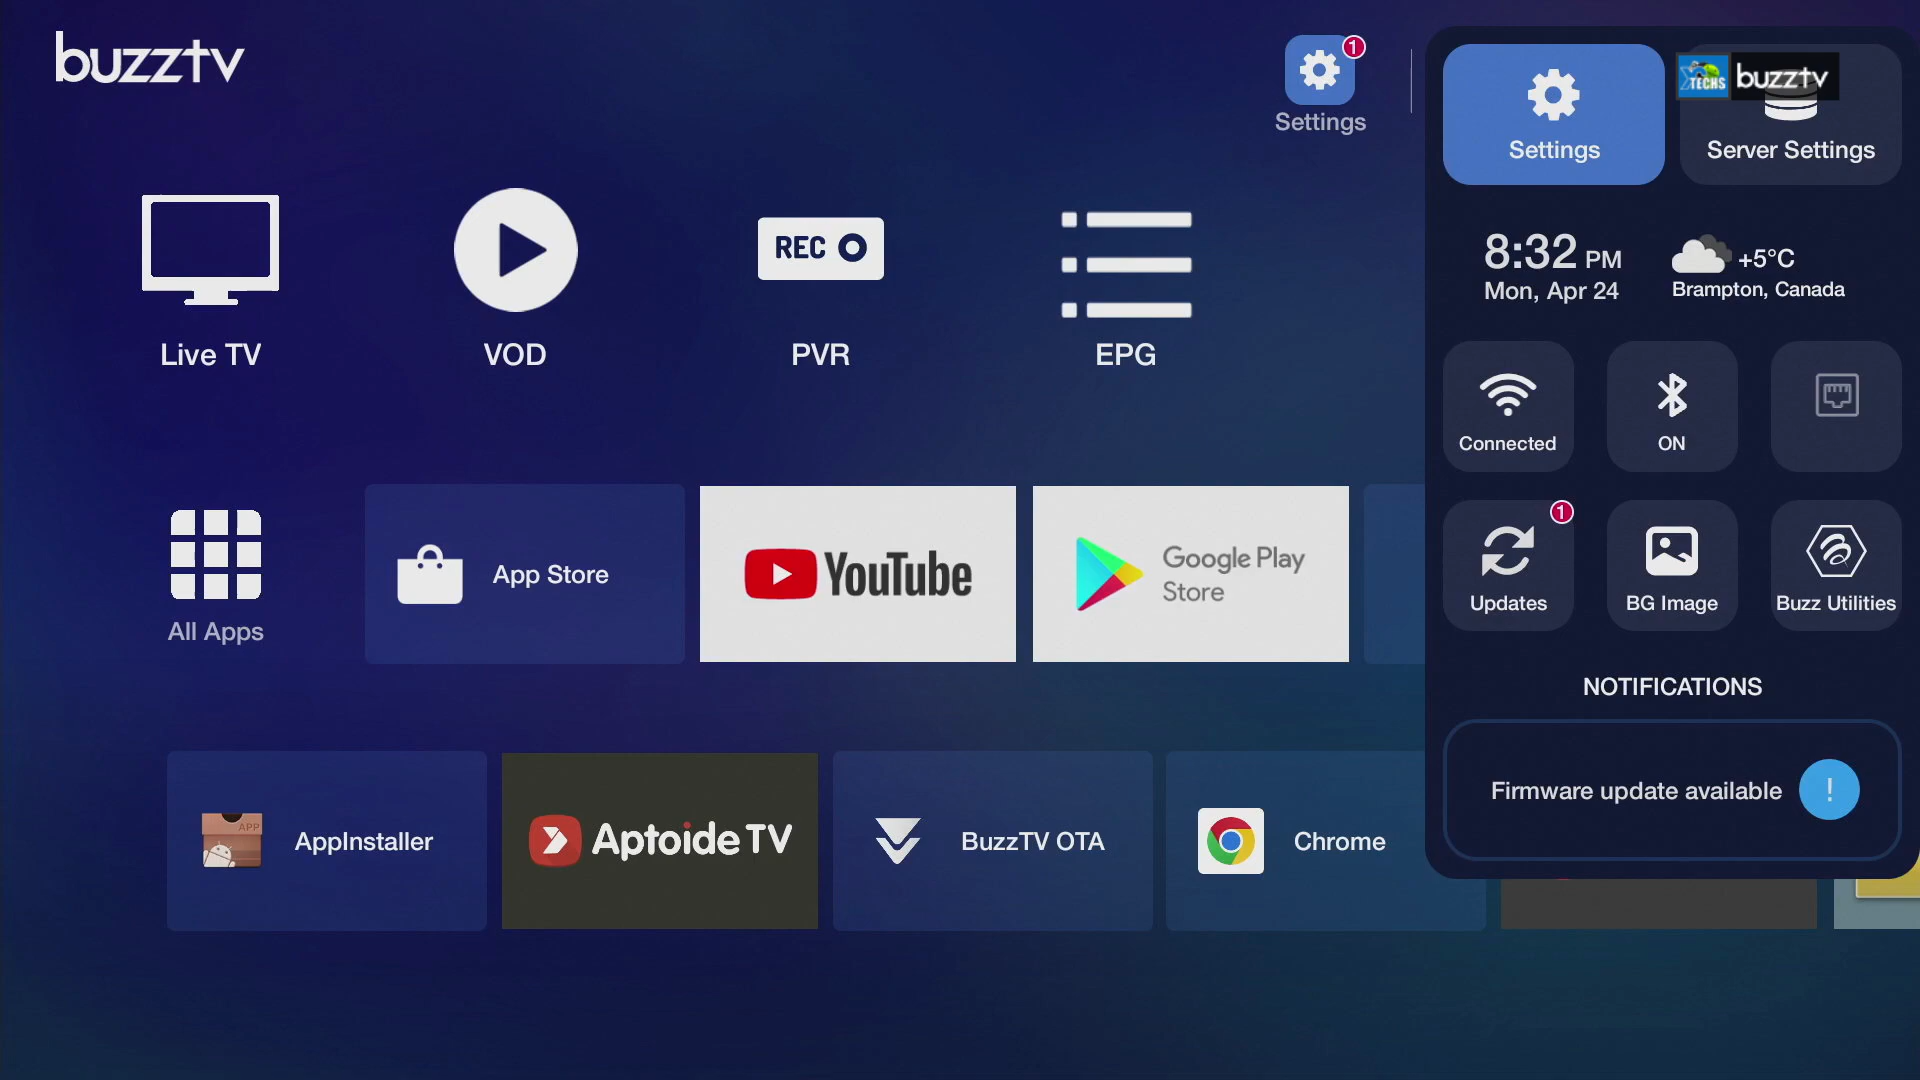 buzztv
1
Settings
Settings
TECHS
buzztv
Server Settings
8:32 PM
Mon, Apr 24
+5°C
Brampton, Canada
Live TV
VOD
REC
PVR
EPG
Connected
ON
1
Updates
BG Image
Buzz Utilities
All Apps
App Store
YouTube
Google Play
Store
NOTIFICATIONS
Firmware update available
!
APP
AppInstaller
Aptoide TV
BuzzTV OTA
Chrome